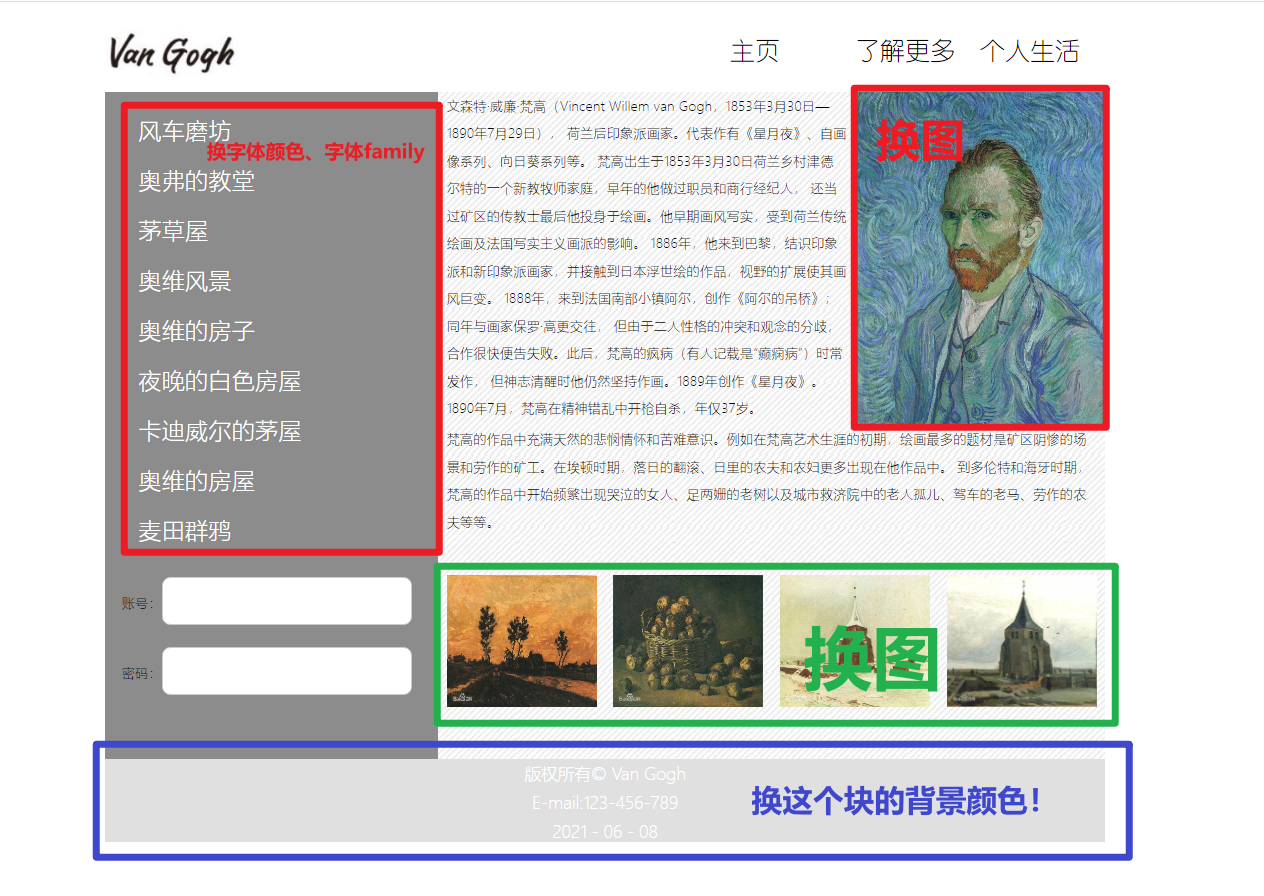 Van Gogh
主页 了解更多 个人生活
风车磨坊
换字体颜色、字体family
奥弗的教堂
茅草屋
奥维风景
奥维的房子
夜晚的白色房屋
卡迪威尔的茅屋
奥维的房屋
麦田群鸦
账号:
密码:
文森特·威廉·梵高（Vincent Willem van Gogh，1853年3月30日—
1890年7月29日）， 荷兰后印象派画家。代表作有《星月夜》、自画
像系列、向日葵系列等。 梵高出生于1853年3月30日荷兰乡村津德
尔特的一个新教牧师家庭，早年的他做过职员和商行经纪人， 还当
过矿区的传教士最后他投身于绘画。他早期画风写实，受到荷兰传统
绘画及法国写实主义画派的影响。 1886年，他来到巴黎，结识印象
派和新印象派画家，并接触到日本浮世绘的作品，视野的扩展使其画
风巨变。 1888年，来到法国南部小镇阿尔，创作《阿尔的吊桥》；
同年与画家保罗·高更交往， 但由于二人性格的冲突和观念的分歧，
合作很快便告失败。此后，梵高的疯病（有人记载是“癫痫病”）时常
发作， 但神志清醒时他仍然坚持作画。1889年创作《星月夜》。
1890年7月，梵高在精神错乱中开枪自杀，年仅37岁。
换图
梵高的作品中充满天然的悲悯情怀和苦难意识。例如在梵高艺术生涯的初期，绘画最多的题材是矿区阴惨的场
景和劳作的矿工。在埃顿时期，落日的翻滚、日里的农夫和农妇更多出现在他作品中。 到多伦特和海牙时期，
梵高的作品中开始频繁出现哭泣的女人、足两姗的老树以及城市救济院中的老人孤儿、驾车的老马、劳作的农
夫等等。
换图
版权所有© Van Gogh
E-mail:123-456-789
2021 - 06 - 08
换这个块的背景颜色！